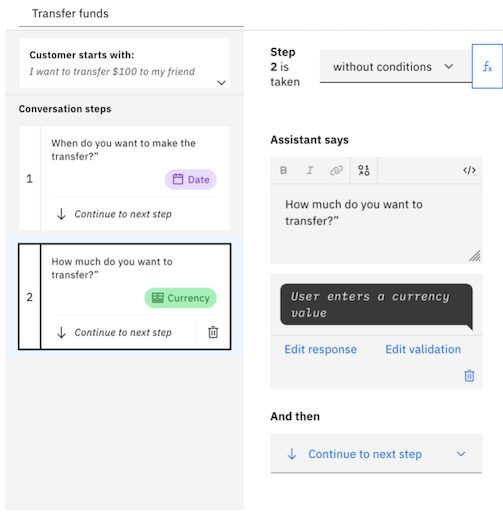 Transfer funds
Customer starts with:
I want to transfer $100 to my friend
Conversation steps
1
When do you want to make the
transfer?”
Date
Continue to next step
2
How much do you want to
transfer?”
Currency
Continue to next step
Step
2 is
taken
without conditions
fx
Assistant says
B I </>
How much do you want to
transfer?”
User enters a currency
value
Edit response Edit validation
And then
Continue to next step